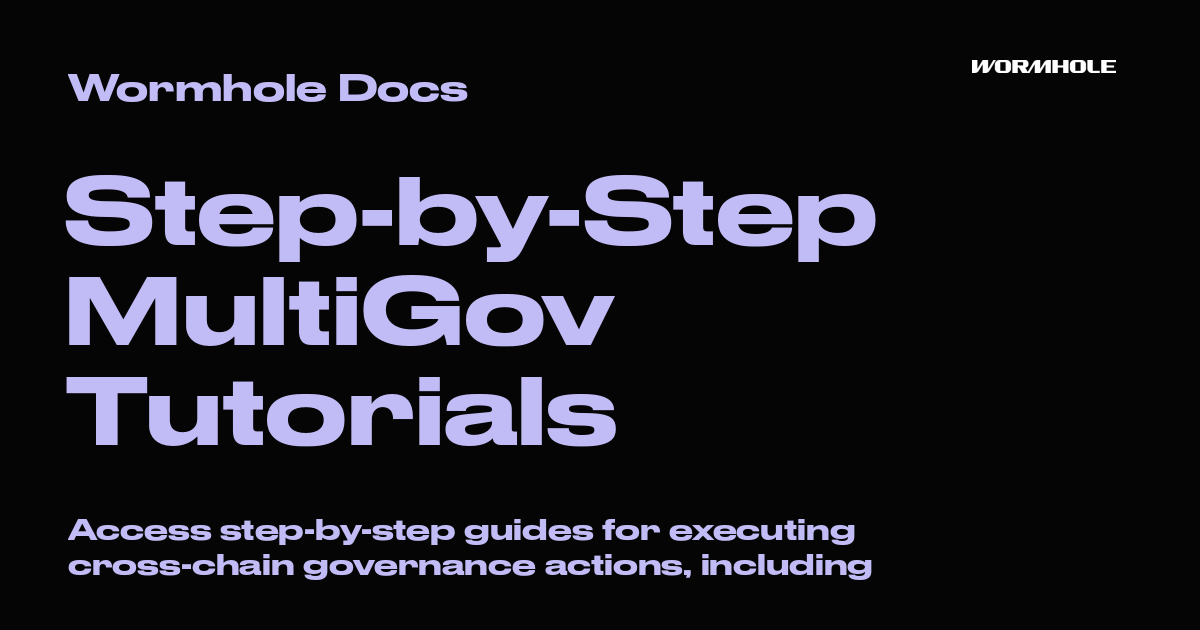 Wormhole Docs
WORMHOLE
Step-by-Step
MultiGov
Tutorials
Access step-by-step guides for executing
cross-chain governance actions, including